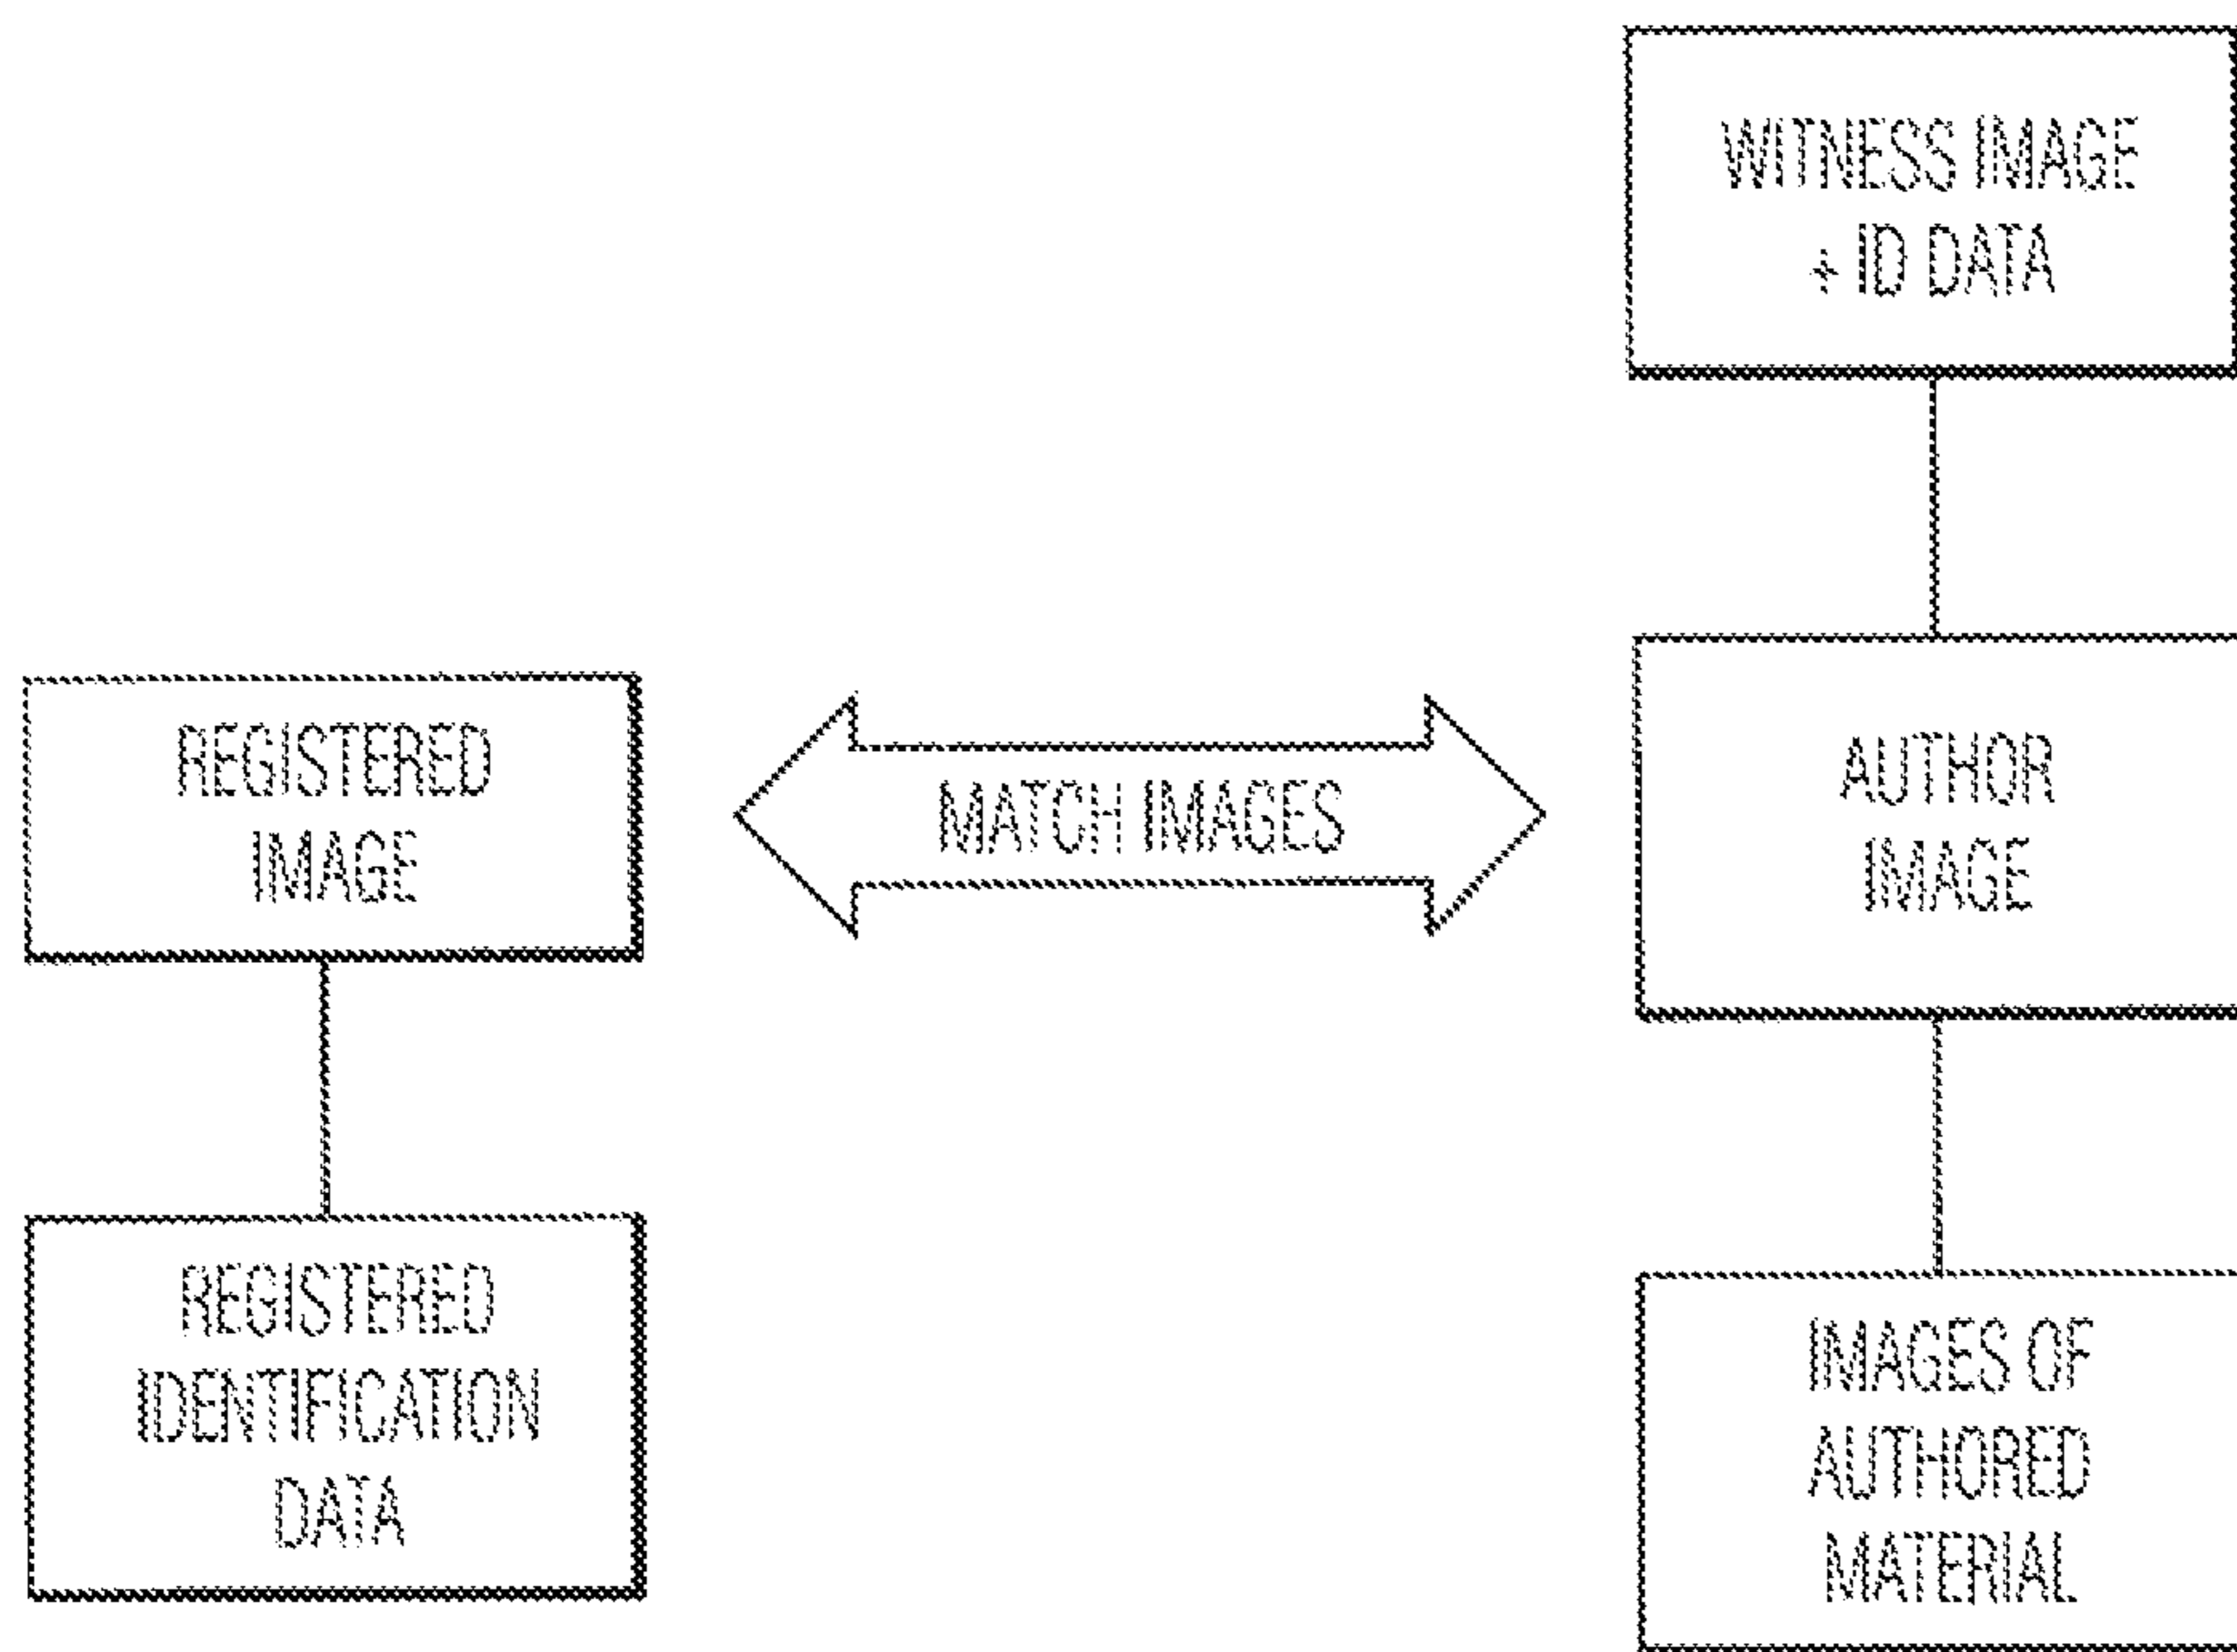 WITNESS IMAGE
+ ID DATA
REGISTERED
IMAGE
MATCH IMAGES
AUTHOR
IMAGE
REGISTERED
IDENTIFICATION
DATA
IMAGES OF
AUTHORED
MATERIAL